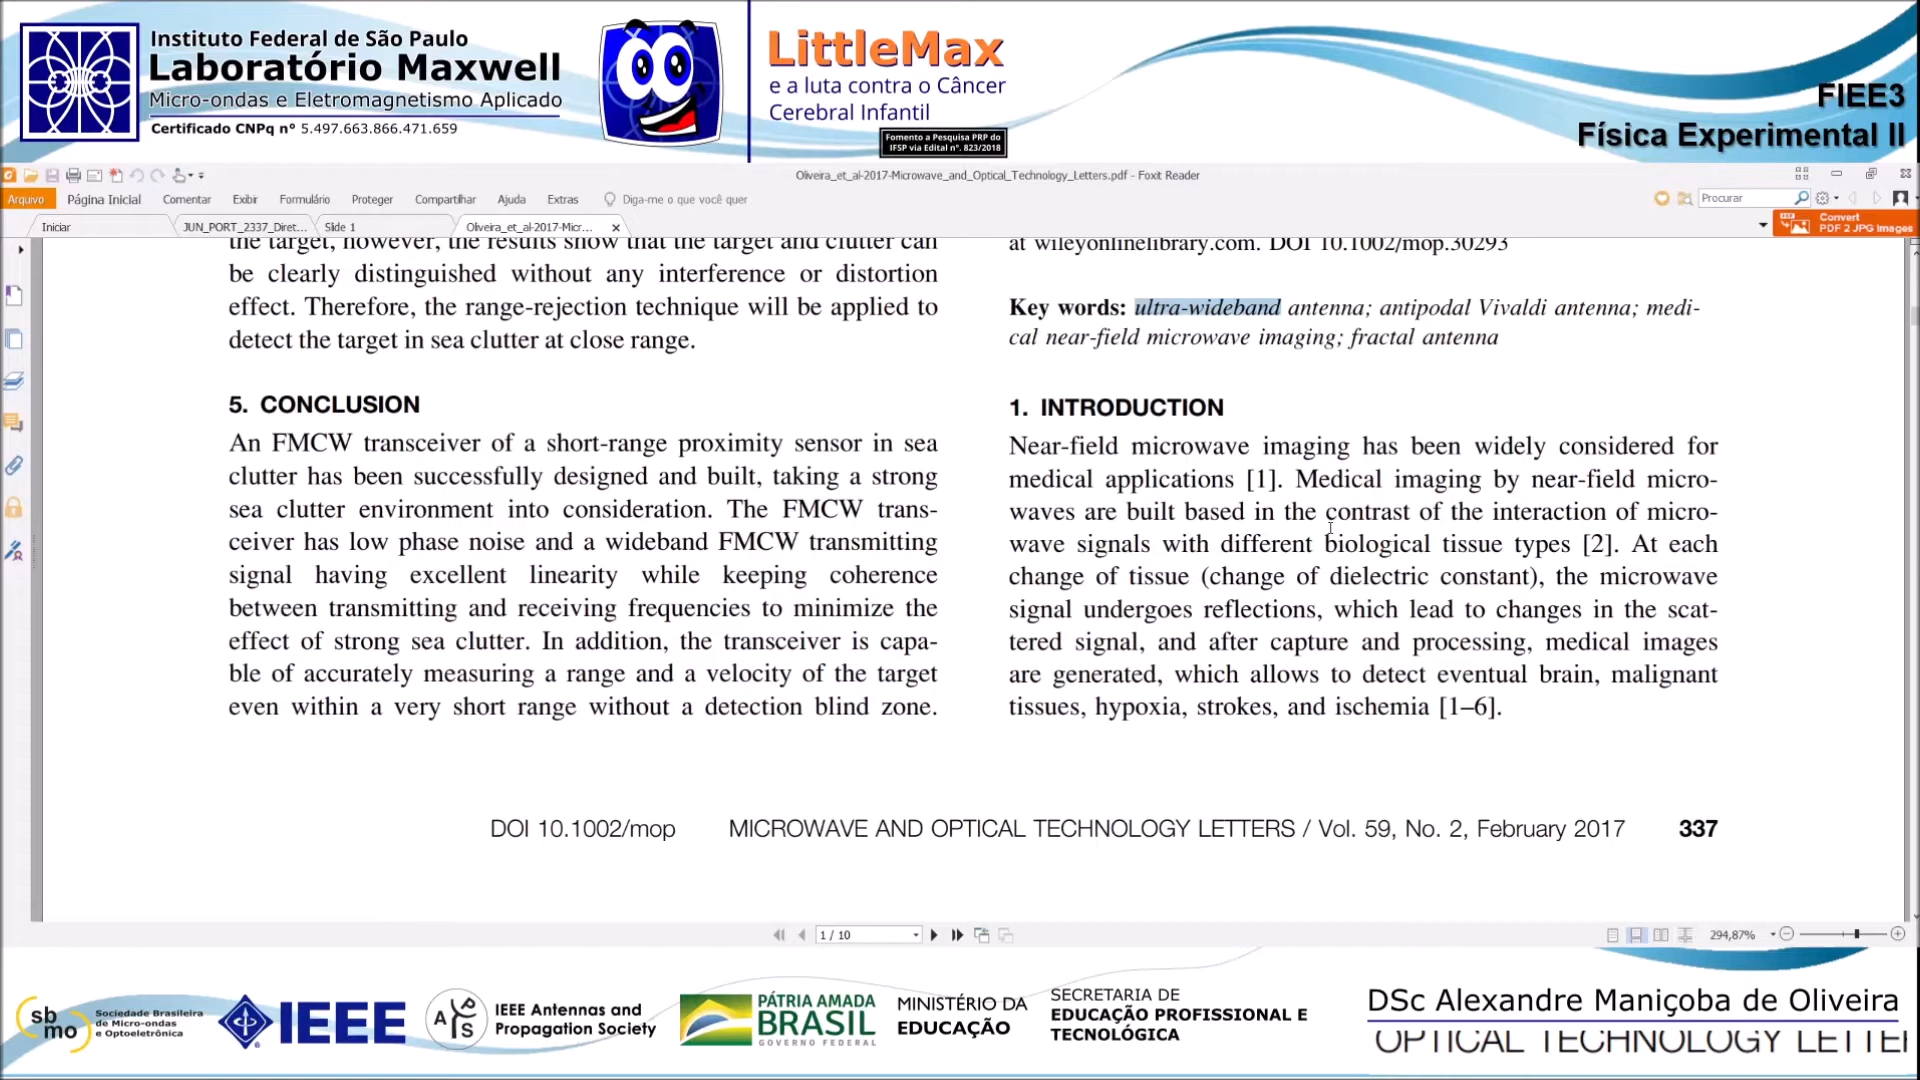 Instituto Federal de São Paulo
Laboratório Maxwell
Micro-ondas e Eletromagnetismo Aplicado
Certificado CNPq n° 5.497.663.866.471.659
LittleMax
e a luta contra o Câncer
Cerebral Infantil
Fomento a Pesquisa PRP do
IFSP via Edital n°. 823/2018
FIEE3
Física Experimental II
Oliveira_et_al-2017-Microwave_and_Optical_Technology_Letters.pdf - Foxit Reader
Arquivo Página Inicial Comentar Exibir Formulário Proteger Compartilhar Ajuda Extras Diga-me o que você quer Procurar
Iniciar JUN_PORT_2337_Diret... Slide 1 Oliveira_et_al-2017-Micr...
Convert
PDF 2 JPG Images
the target, however, the results show that the target and clutter can
be clearly distinguished without any interference or distortion
effect. Therefore, the range-rejection technique will be applied to
detect the target in sea clutter at close range.
5. CONCLUSION
An FMCW transceiver of a short-range proximity sensor in sea
clutter has been successfully designed and built, taking a strong
sea clutter environment into consideration. The FMCW trans-
ceiver has low phase noise and a wideband FMCW transmitting
signal having excellent linearity while keeping coherence
between transmitting and receiving frequencies to minimize the
effect of strong sea clutter. In addition, the transceiver is capa-
ble of accurately measuring a range and a velocity of the target
even within a very short range without a detection blind zone.
at wileyonlinelibrary.com. DOI 10.1002/mop.30293
Key words: ultra-wideband antenna; antipodal Vivaldi antenna; medi-
cal near-field microwave imaging; fractal antenna
1. INTRODUCTION
Near-field microwave imaging has been widely considered for
medical applications [1]. Medical imaging by near-field micro-
waves are built based in the contrast of the interaction of micro-
wave signals with different biological tissue types [2]. At each
change of tissue (change of dielectric constant), the microwave
signal undergoes reflections, which lead to changes in the scat-
tered signal, and after capture and processing, medical images
are generated, which allows to detect eventual brain, malignant
tissues, hypoxia, strokes, and ischemia [1–6].
DOI 10.1002/mop MICROWAVE AND OPTICAL TECHNOLOGY LETTERS / Vol. 59, No. 2, February 2017 337
1 / 10
294,87%
sb
mo
Sociedade Brasileira
de Micro-ondas
e Optoeletrônica
IEEE
APS
IEEE Antennas and
Propagation Society
PÁTRIA AMADA
BRASIL
GOVERNO FEDERAL
MINISTÉRIO DA
EDUCAÇÃO
SECRETARIA DE
EDUCAÇÃO PROFISSIONAL E
TECNOLÓGICA
DSc Alexandre Maniçoba de Oliveira
OPTICAL TECHNOLOGY LETTE